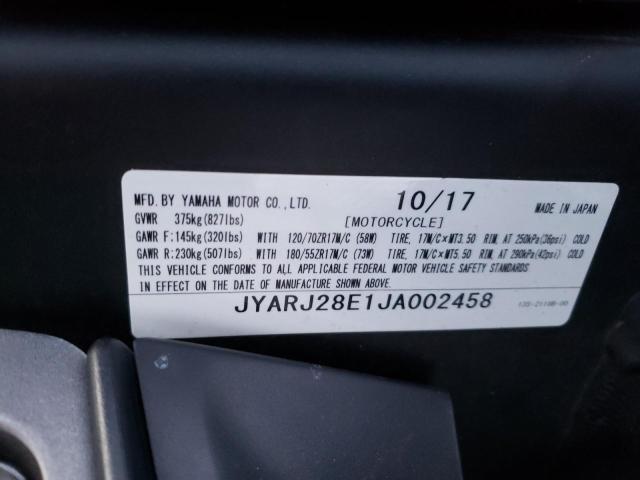 MFD. BY YAMAHA MOTOR CO., LTD. 10/17 MADE IN JAPAN
GVWR 375kg(827lbs) [MOTORCYCLE]
GAWR F:145kg(320lbs) WITH 120/70ZR17M/C (58W) TIRE, 17M/C×MT3.50 RIM, AT 250kPa(36psi) COLD
GAWR R:230kg(507lbs) WITH 180/55ZR17M/C (73W) TIRE, 17M/C×MT5.50 RIM, AT 290kPa(42psi) COLD
THIS VEHICLE CONFORMS TO ALL APPLICABLE FEDERAL MOTOR VEHICLE SAFETY STANDARDS
IN EFFECT ON THE DATE OF MANUFACTURE SHOWN ABOVE.
JYARJ28E1JA002458